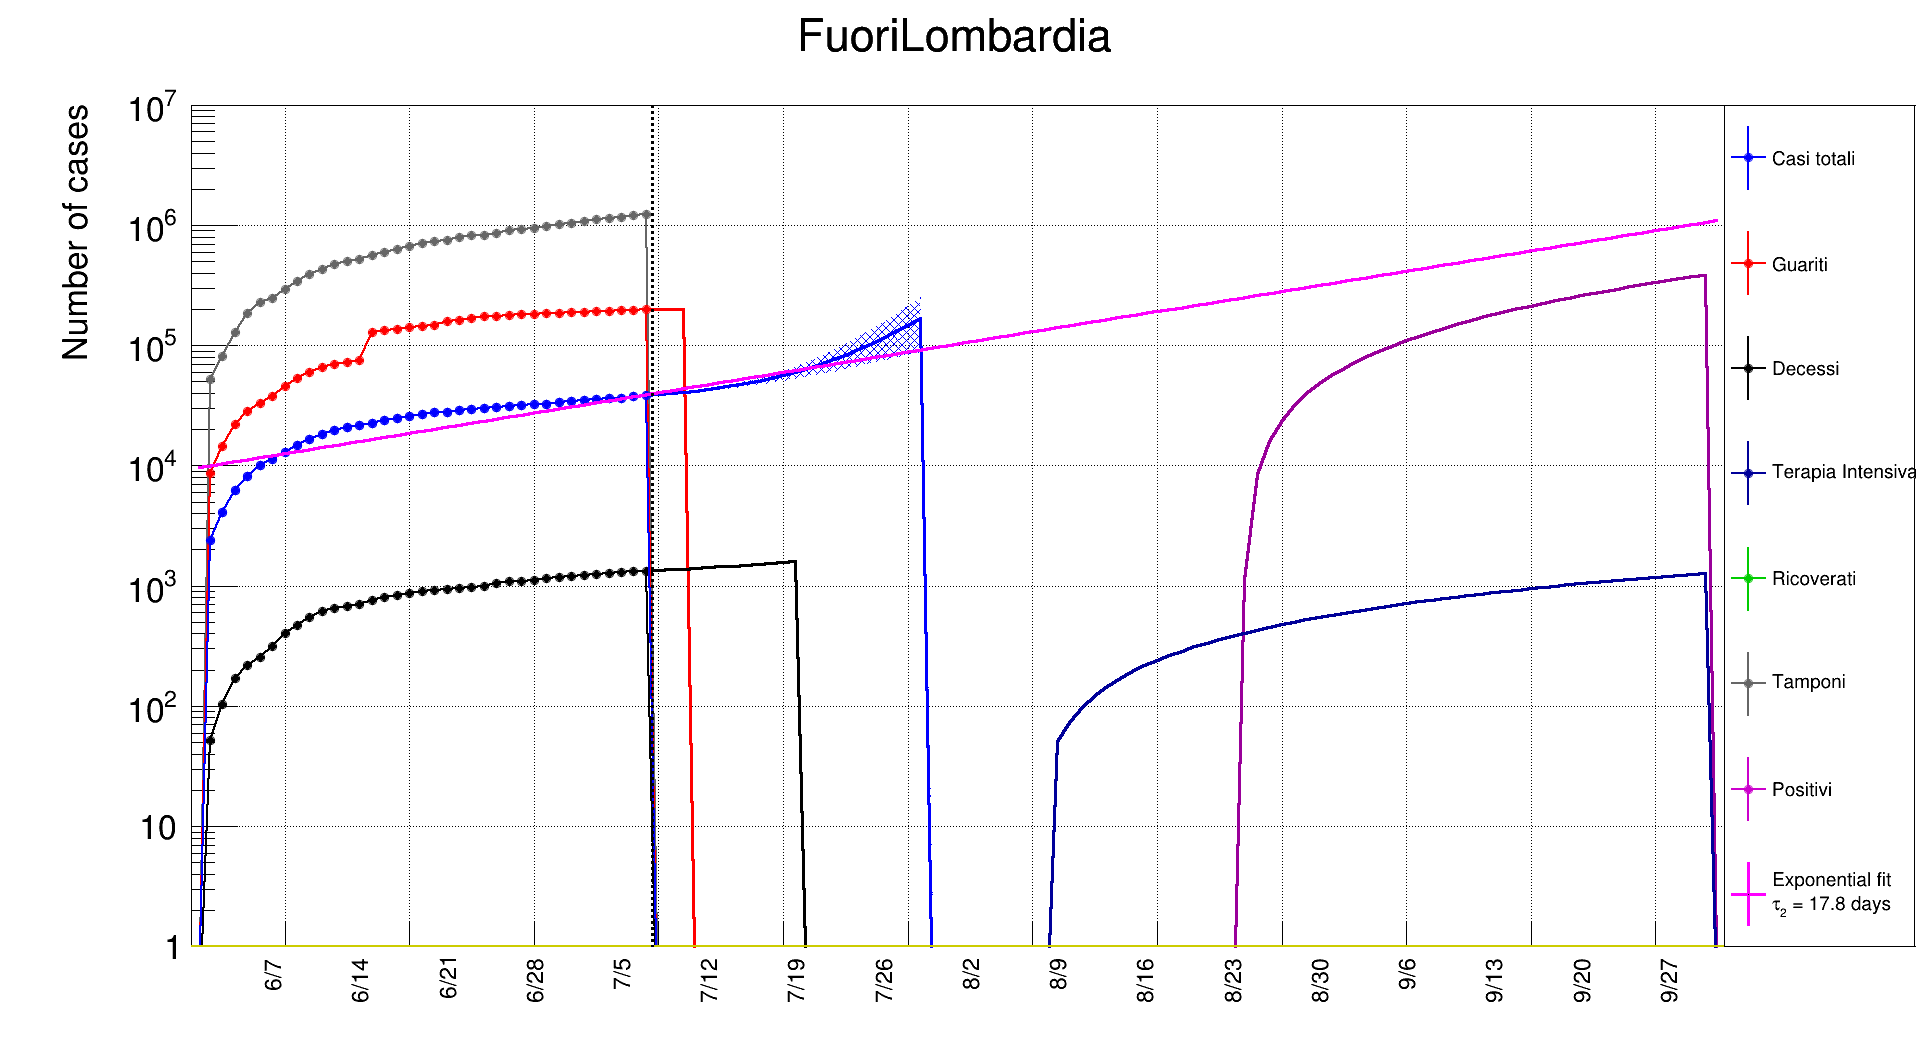 FuoriLombardia
Number of cases
10^7
10^6
10^5
10^4
10^3
10^2
10
1
6/7
6/14
6/21
6/28
7/5
7/12
7/19
7/26
8/2
8/9
8/16
8/23
8/30
9/6
9/13
9/20
9/27
Casi totali
Guariti
Decessi
Terapia Intensiva
Ricoverati
Tamponi
Positivi
Exponential fit
τ₂ = 17.8 days